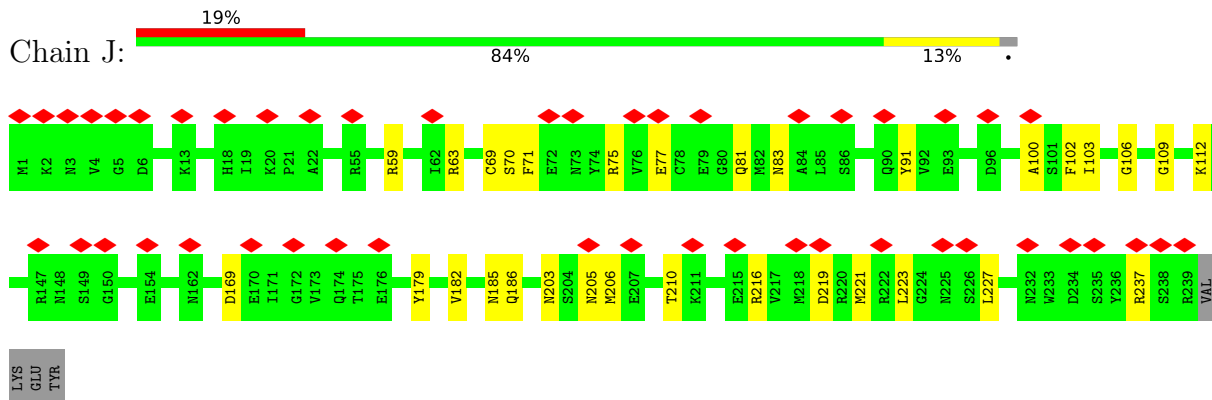 19%
Chain J:
84% 13% .
M1 K2 N3 V4 G5 D6 K13 H18 I19 K20 P21 A22 R55 R59 I62 R63 C69 S70 F71 E72 N73 Y74 R75 V76 E77 C78 E79 G80 Q81 M82 N83 A84 L85 S86 Q90 Y91 V92 E93 D96 A100 S101 F102 I103 G106 G109 K112
R147 N148 S149 G150 E154 N162 D169 E170 I171 G172 V173 Q174 T175 E176 Y179 V182 N185 Q186 N203 S204 N205 M206 E207 T210 K211 E215 R216 V217 M218 D219 R220 M221 R222 L223 G224 N225 S226 L227 N232 W233 D234 S235 Y236 R237 S238 R239 VAL
LYS GLU TYR